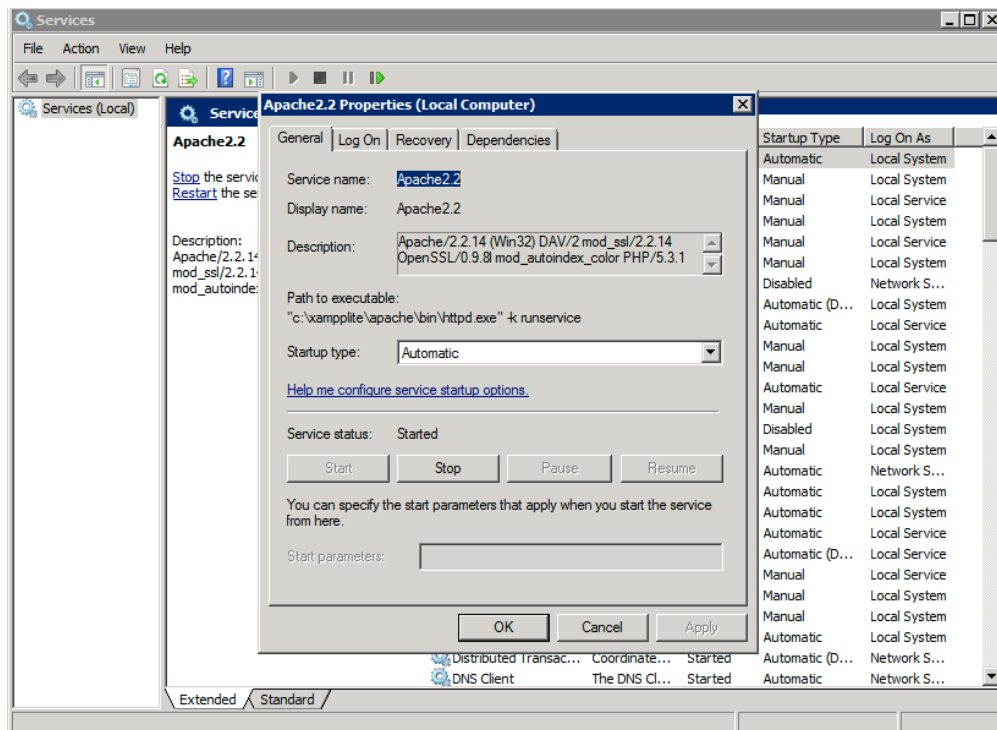 Services
File Action View Help
Services (Local)
Service
Apache2.2
Stop the servic
Restart the se
Description:
Apache/2.2.14
mod_ssl/2.2.1
mod_autoinde
Apache2.2 Properties (Local Computer)
General Log On Recovery Dependencies
Service name: Apache2.2
Display name: Apache2.2
Description: Apache/2.2.14 (Win32) DAV/2 mod_ssl/2.2.14
OpenSSL/0.9.8l mod_autoindex_color PHP/5.3.1
Path to executable:
"c:\xampplite\apache\bin\httpd.exe" -k runservice
Startup type: Automatic
Help me configure service startup options.
Service status: Started
Start Stop Pause Resume
You can specify the start parameters that apply when you start the service
from here.
Start parameters:
OK Cancel Apply
Startup Type Log On As
Automatic Local System
Manual Local System
Manual Local Service
Manual Local System
Manual Local Service
Manual Local System
Disabled Network S...
Automatic (D... Local System
Automatic Local Service
Manual Local System
Manual Local System
Automatic Local Service
Manual Local System
Disabled Local System
Manual Local System
Automatic Network S...
Automatic Local System
Automatic Local System
Automatic Local Service
Automatic (D... Local Service
Manual Local Service
Manual Local System
Manual Local System
Automatic Local System
Distributed Transac... Coordinate... Started Automatic (D... Network S...
DNS Client The DNS Cl... Started Automatic Network S...
Extended Standard